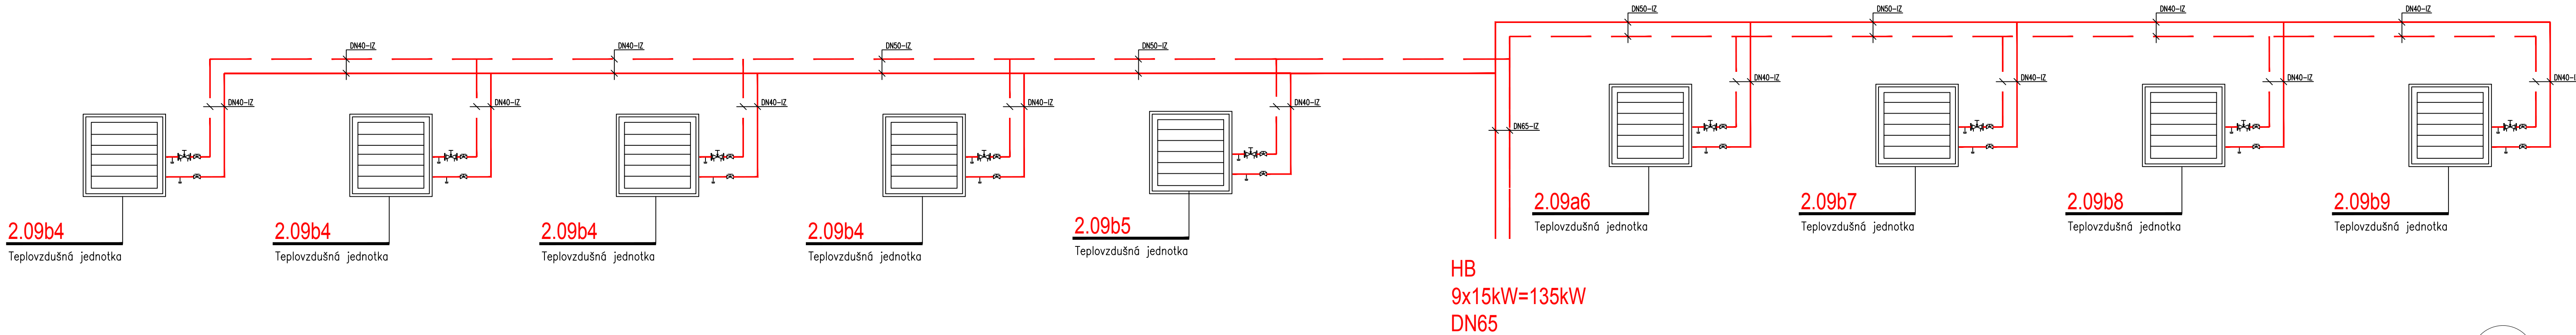 DN50-IZ
DN50-IZ
DN40-IZ
DN40-IZ
DN40-IZ
DN40-IZ
DN50-IZ
DN50-IZ
DN40-IZ
DN40-IZ
DN40-IZ
DN40-IZ
DN40-IZ
DN40-IZ
DN40-IZ
DN40-IZ
DN40-IZ
DN65-IZ
2.09b4
Teplovzdušná jednotka
2.09b4
Teplovzdušná jednotka
2.09b4
Teplovzdušná jednotka
2.09b4
Teplovzdušná jednotka
2.09b5
Teplovzdušná jednotka
2.09a6
Teplovzdušná jednotka
2.09b7
Teplovzdušná jednotka
2.09b8
Teplovzdušná jednotka
2.09b9
Teplovzdušná jednotka
HB
9x15kW=135kW
DN65